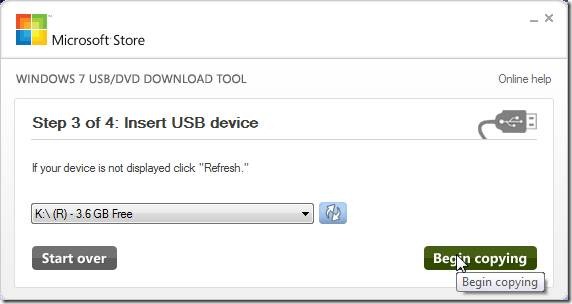 Microsoft Store
WINDOWS 7 USB/DVD DOWNLOAD TOOL
Online help
Step 3 of 4: Insert USB device
If your device is not displayed click "Refresh."
K:\ (R) - 3.6 GB Free
Start over
Begin copying
Begin copying